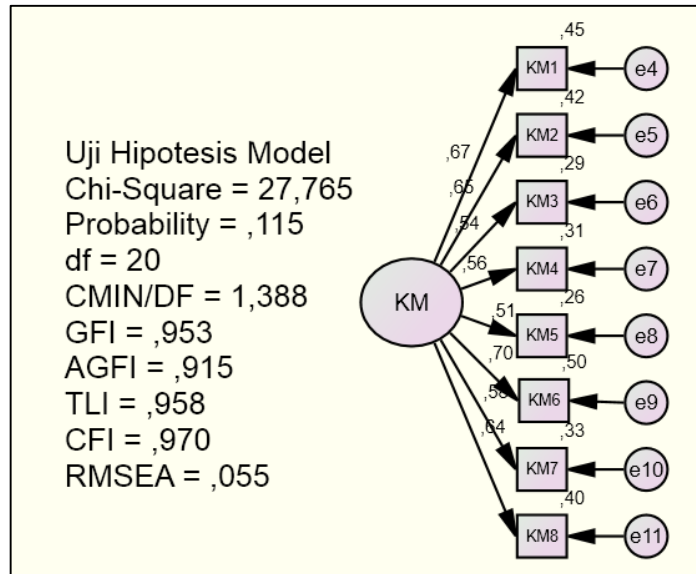 Uji Hipotesis Model
Chi-Square = 27,765
Probability = ,115
df = 20
CMIN/DF = 1,388
GFI = ,953
AGFI = ,915
TLI = ,958
CFI = ,970
RMSEA = ,055
KM
,67
,65
,54
,56
,51
,70
,58
,64
,45
KM1 e4
,42
KM2 e5
,29
KM3 e6
,31
KM4 e7
,26
KM5 e8
,50
KM6 e9
,33
KM7 e10
,40
KM8 e11